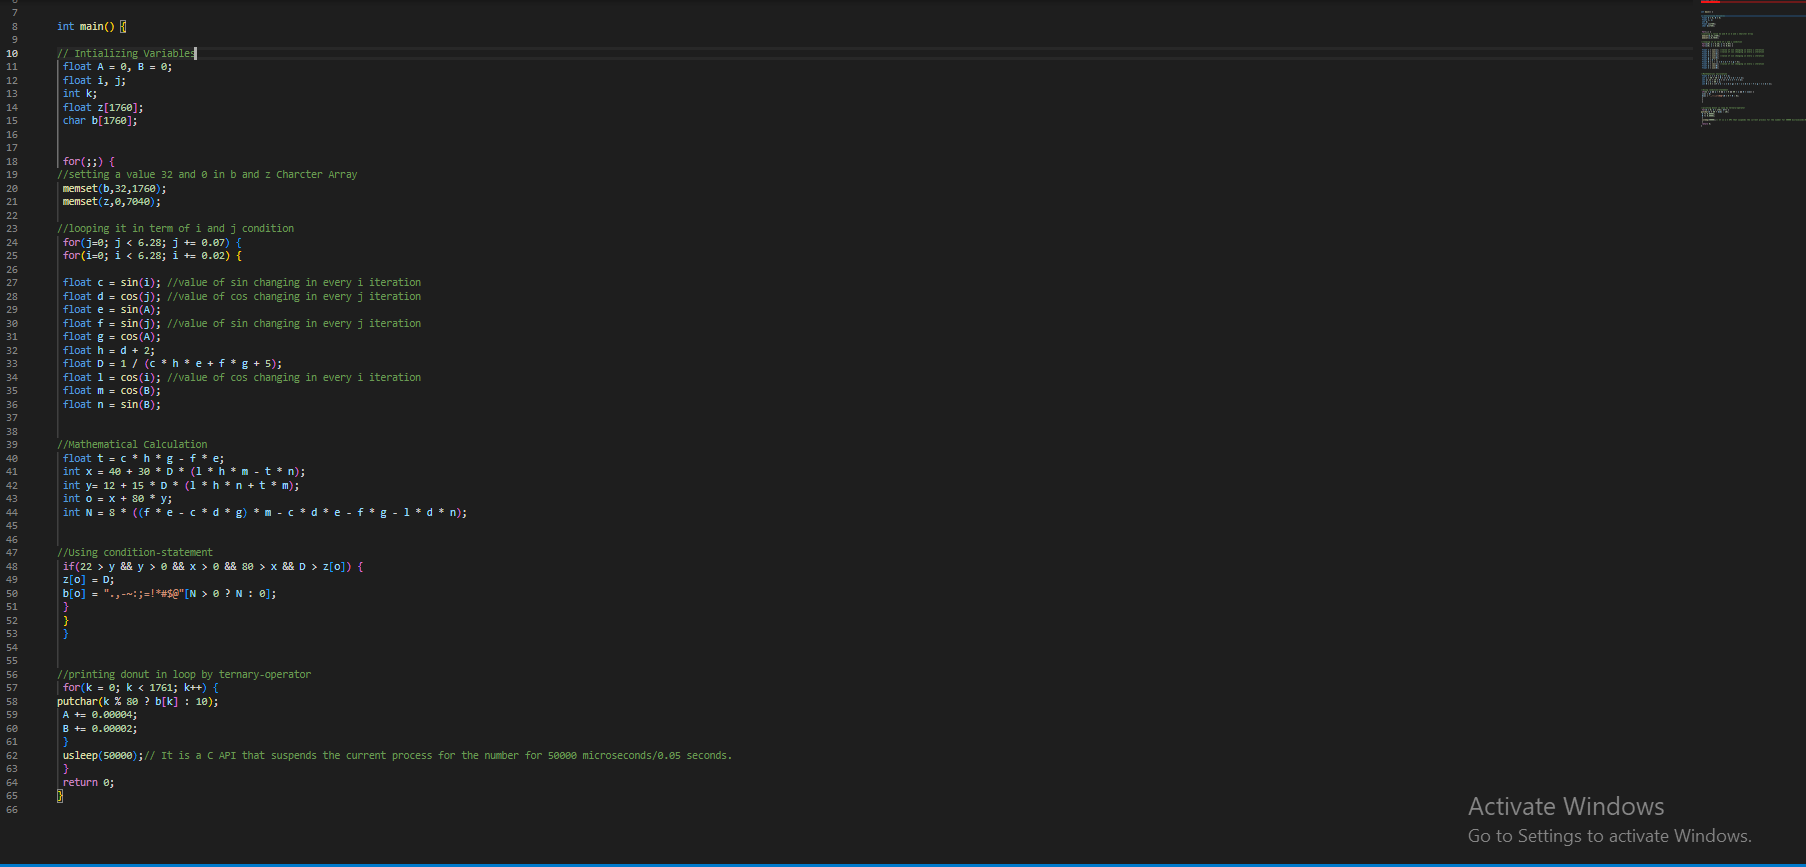 7
8 int main() {
9
10 // Intializing Variables
11 float A = 0, B = 0;
12 float i, j;
13 int k;
14 float z[1760];
15 char b[1760];
16
17
18 for(;;) {
19 //setting a value 32 and 0 in b and z Charcter Array
20 memset(b,32,1760);
21 memset(z,0,7040);
22
23 //looping it in term of i and j condition
24 for(j=0; j < 6.28; j += 0.07) {
25 for(i=0; i < 6.28; i += 0.02) {
26
27 float c = sin(i); //value of sin changing in every i iteration
28 float d = cos(j); //value of cos changing in every j iteration
29 float e = sin(A);
30 float f = sin(j); //value of sin changing in every j iteration
31 float g = cos(A);
32 float h = d + 2;
33 float D = 1 / (c * h * e + f * g + 5);
34 float l = cos(i); //value of cos changing in every i iteration
35 float m = cos(B);
36 float n = sin(B);
37
38
39 //Mathematical Calculation
40 float t = c * h * g - f * e;
41 int x = 40 + 30 * D * (l * h * m - t * n);
42 int y= 12 + 15 * D * (l * h * n + t * m);
43 int o = x + 80 * y;
44 int N = 8 * ((f * e - c * d * g) * m - c * d * e - f * g - l * d * n);
45
46
47 //Using condition-statement
48 if(22 > y && y > 0 && x > 0 && 80 > x && D > z[o]) {
49 z[o] = D;
50 b[o] = ".,-~:;=!*#$@"[N > 0 ? N : 0];
51 }
52 }
53 }
54
55
56 //printing donut in loop by ternary-operator
57 for(k = 0; k < 1761; k++) {
58 putchar(k % 80 ? b[k] : 10);
59 A += 0.00004;
60 B += 0.00002;
61 }
62 usleep(50000);// It is a C API that suspends the current process for the number for 50000 microseconds/0.05 seconds.
63 }
64 return 0;
65 }
66
Activate Windows
Go to Settings to activate Windows.